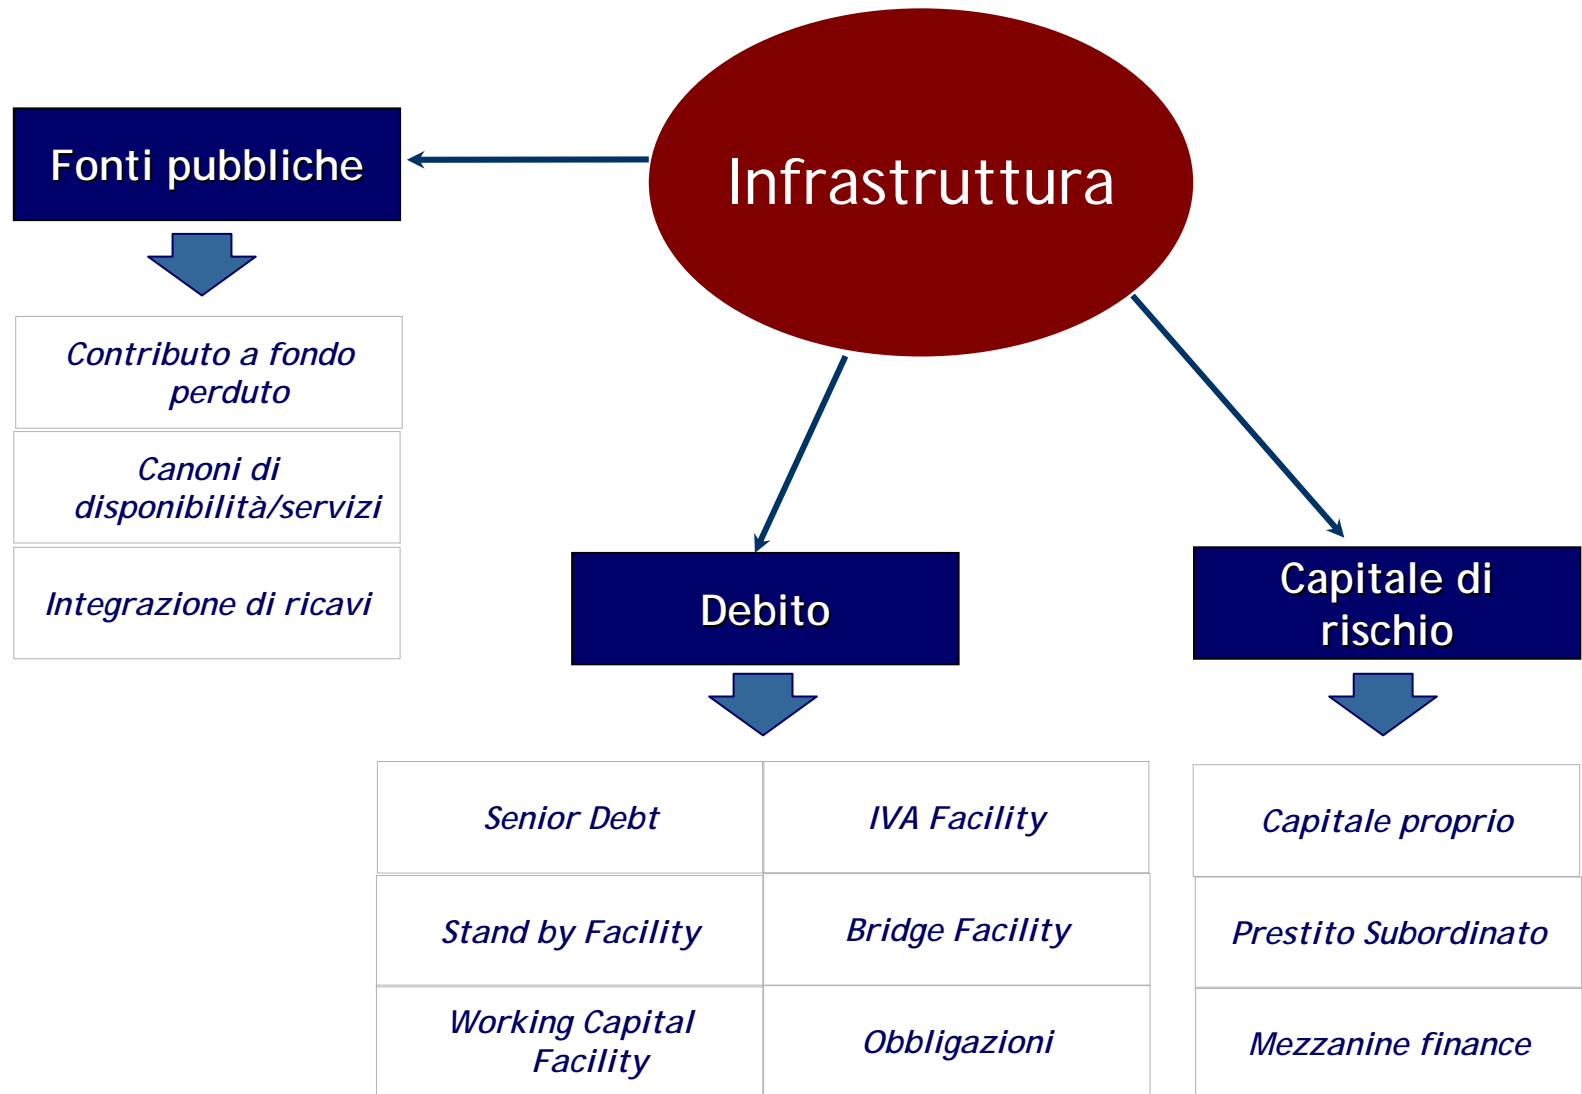 Infrastruttura
Fonti pubbliche
Contributo a fondo
perduto
Canoni di
disponibilità/servizi
Integrazione di ricavi
Debito
Senior Debt
IVA Facility
Stand by Facility
Bridge Facility
Working Capital
Facility
Obbligazioni
Capitale di
rischio
Capitale proprio
Prestito Subordinato
Mezzanine finance